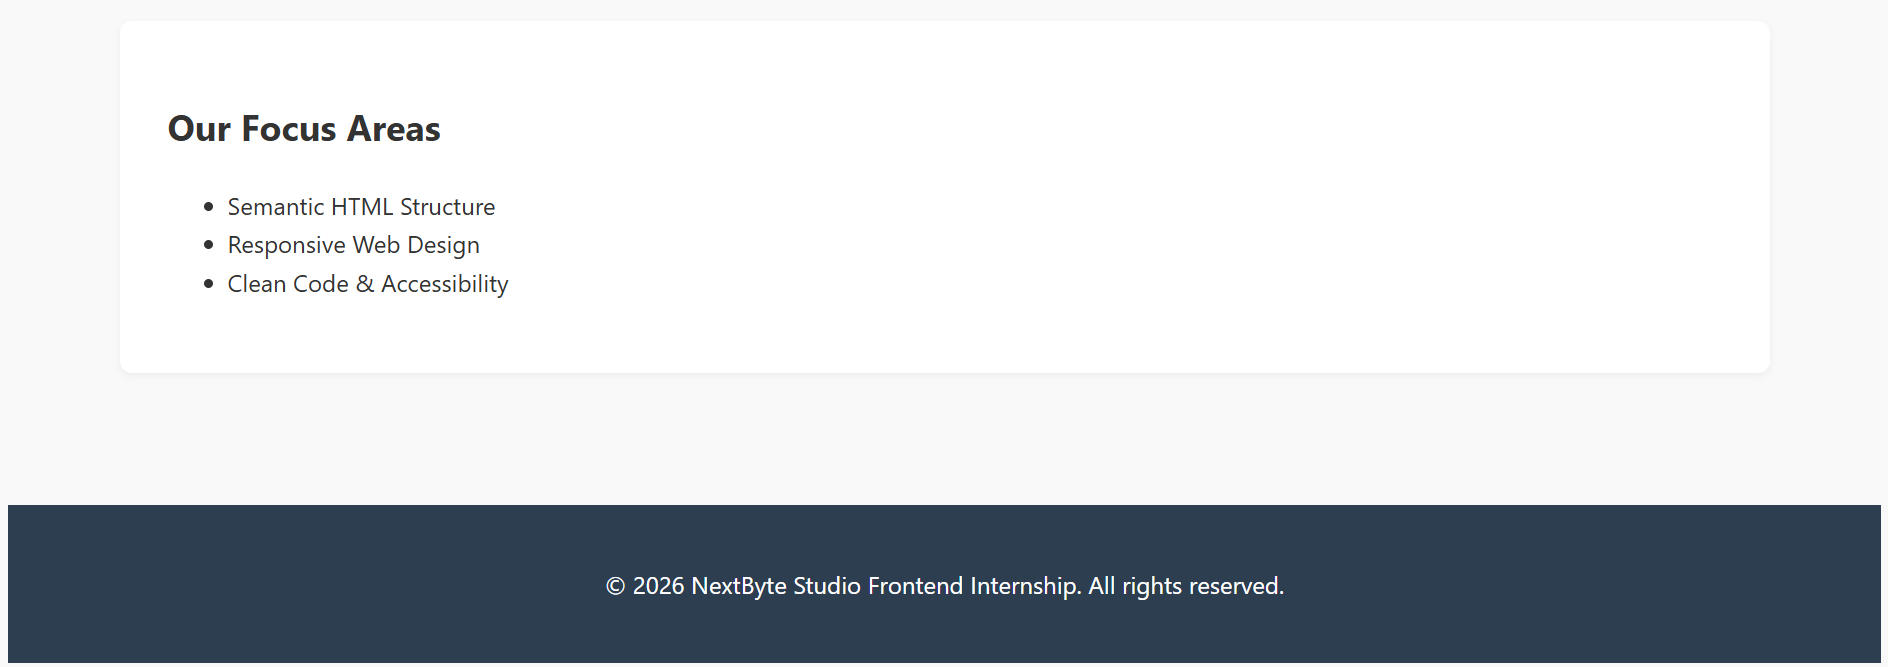 Our Focus Areas
Semantic HTML Structure
Responsive Web Design
Clean Code & Accessibility
© 2026 NextByte Studio Frontend Internship. All rights reserved.